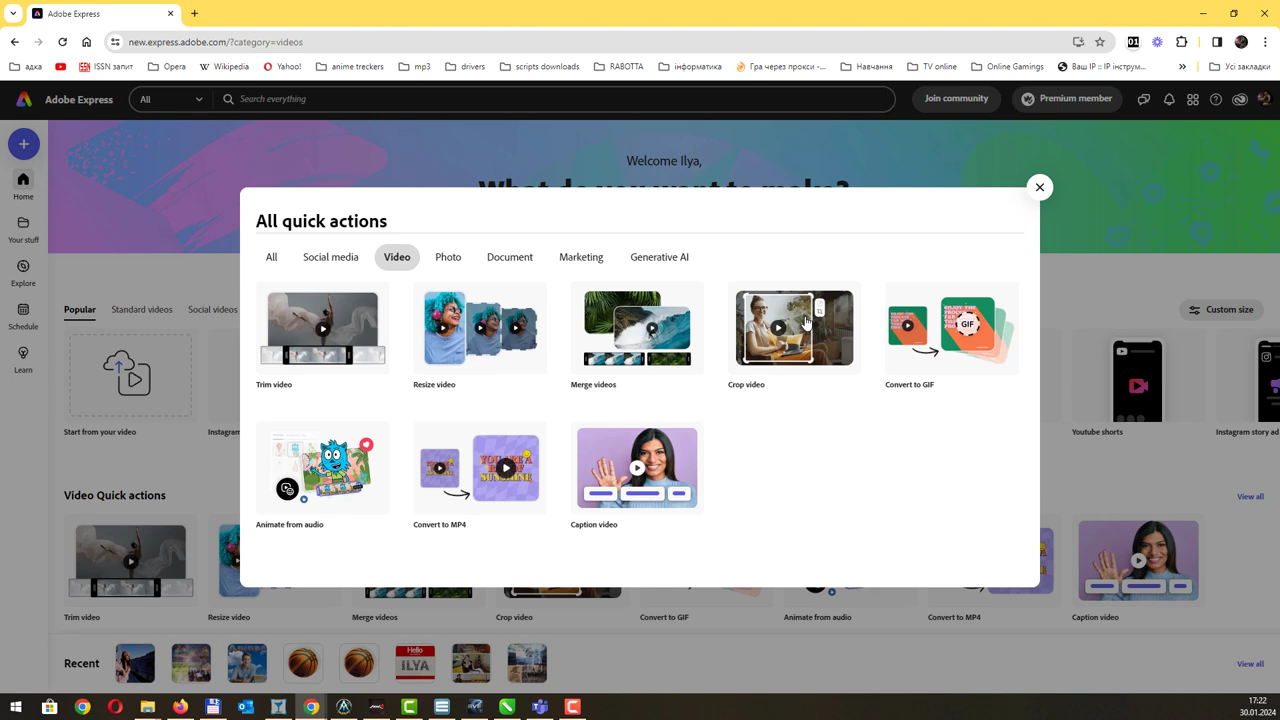 Adobe Express
new.express.adobe.com/?category=videos
адка
ISSN запит
Opera
Wikipedia
Yahoo!
anime treckers
mp3
drivers
scripts downloads
RABOTTA
інформатика
Гра через прокси -...
Навчання
TV online
Online Gamings
Ваш IP :: IP інструм...
»
Усі закладки
Adobe Express
All
Search everything
Join community
Premium member
Welcome Ilya,
What do you want to make?
Home
Your stuff
Explore
Schedule
Learn
All quick actions
All
Social media
Video
Photo
Document
Marketing
Generative AI
Trim video
Resize video
Merge videos
Crop video
GIF
Convert to GIF
Animate from audio
Convert to MP4
Caption video
Popular
Standard videos
Social videos
Custom size
Start from your video
Youtube shorts
Instagram story ad
Video Quick actions
View all
Trim video
Resize video
Merge videos
Crop video
Convert to GIF
Animate from audio
Convert to MP4
Caption video
Recent
Hello
ILYA
View all
17:22
30.01.2024